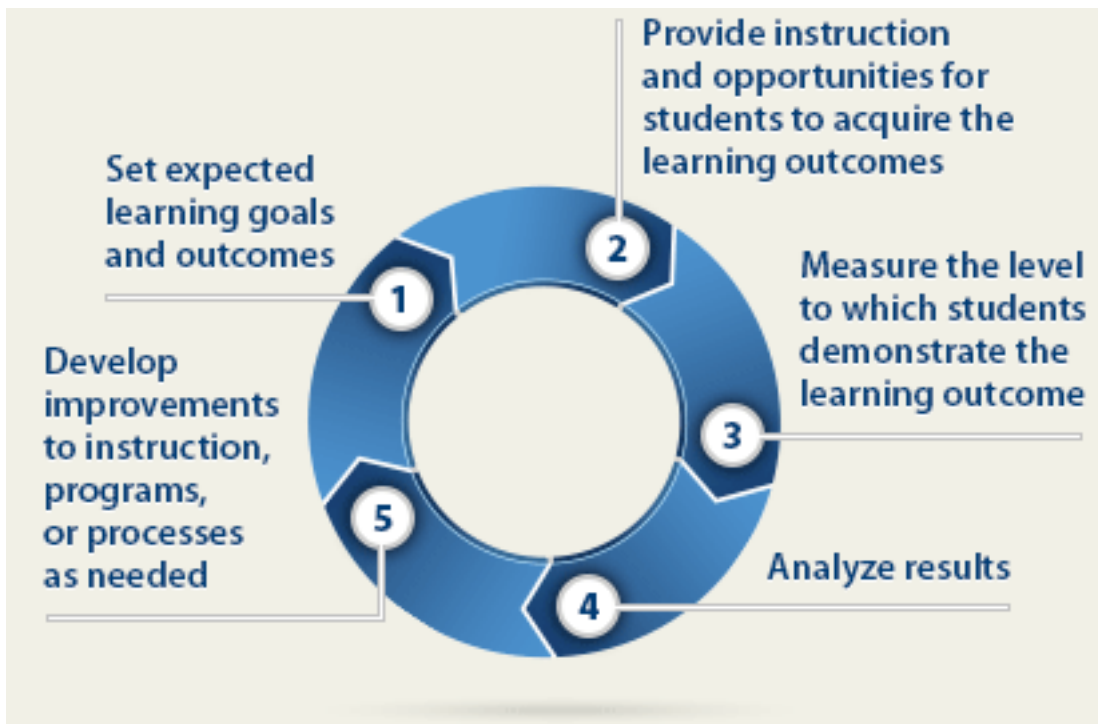 1
Set expected
learning goals
and outcomes
2
Provide instruction
and opportunities for
students to acquire the
learning outcomes
3
Measure the level
to which students
demonstrate the
learning outcome
4
Analyze results
5
Develop
improvements
to instruction,
programs,
or processes
as needed